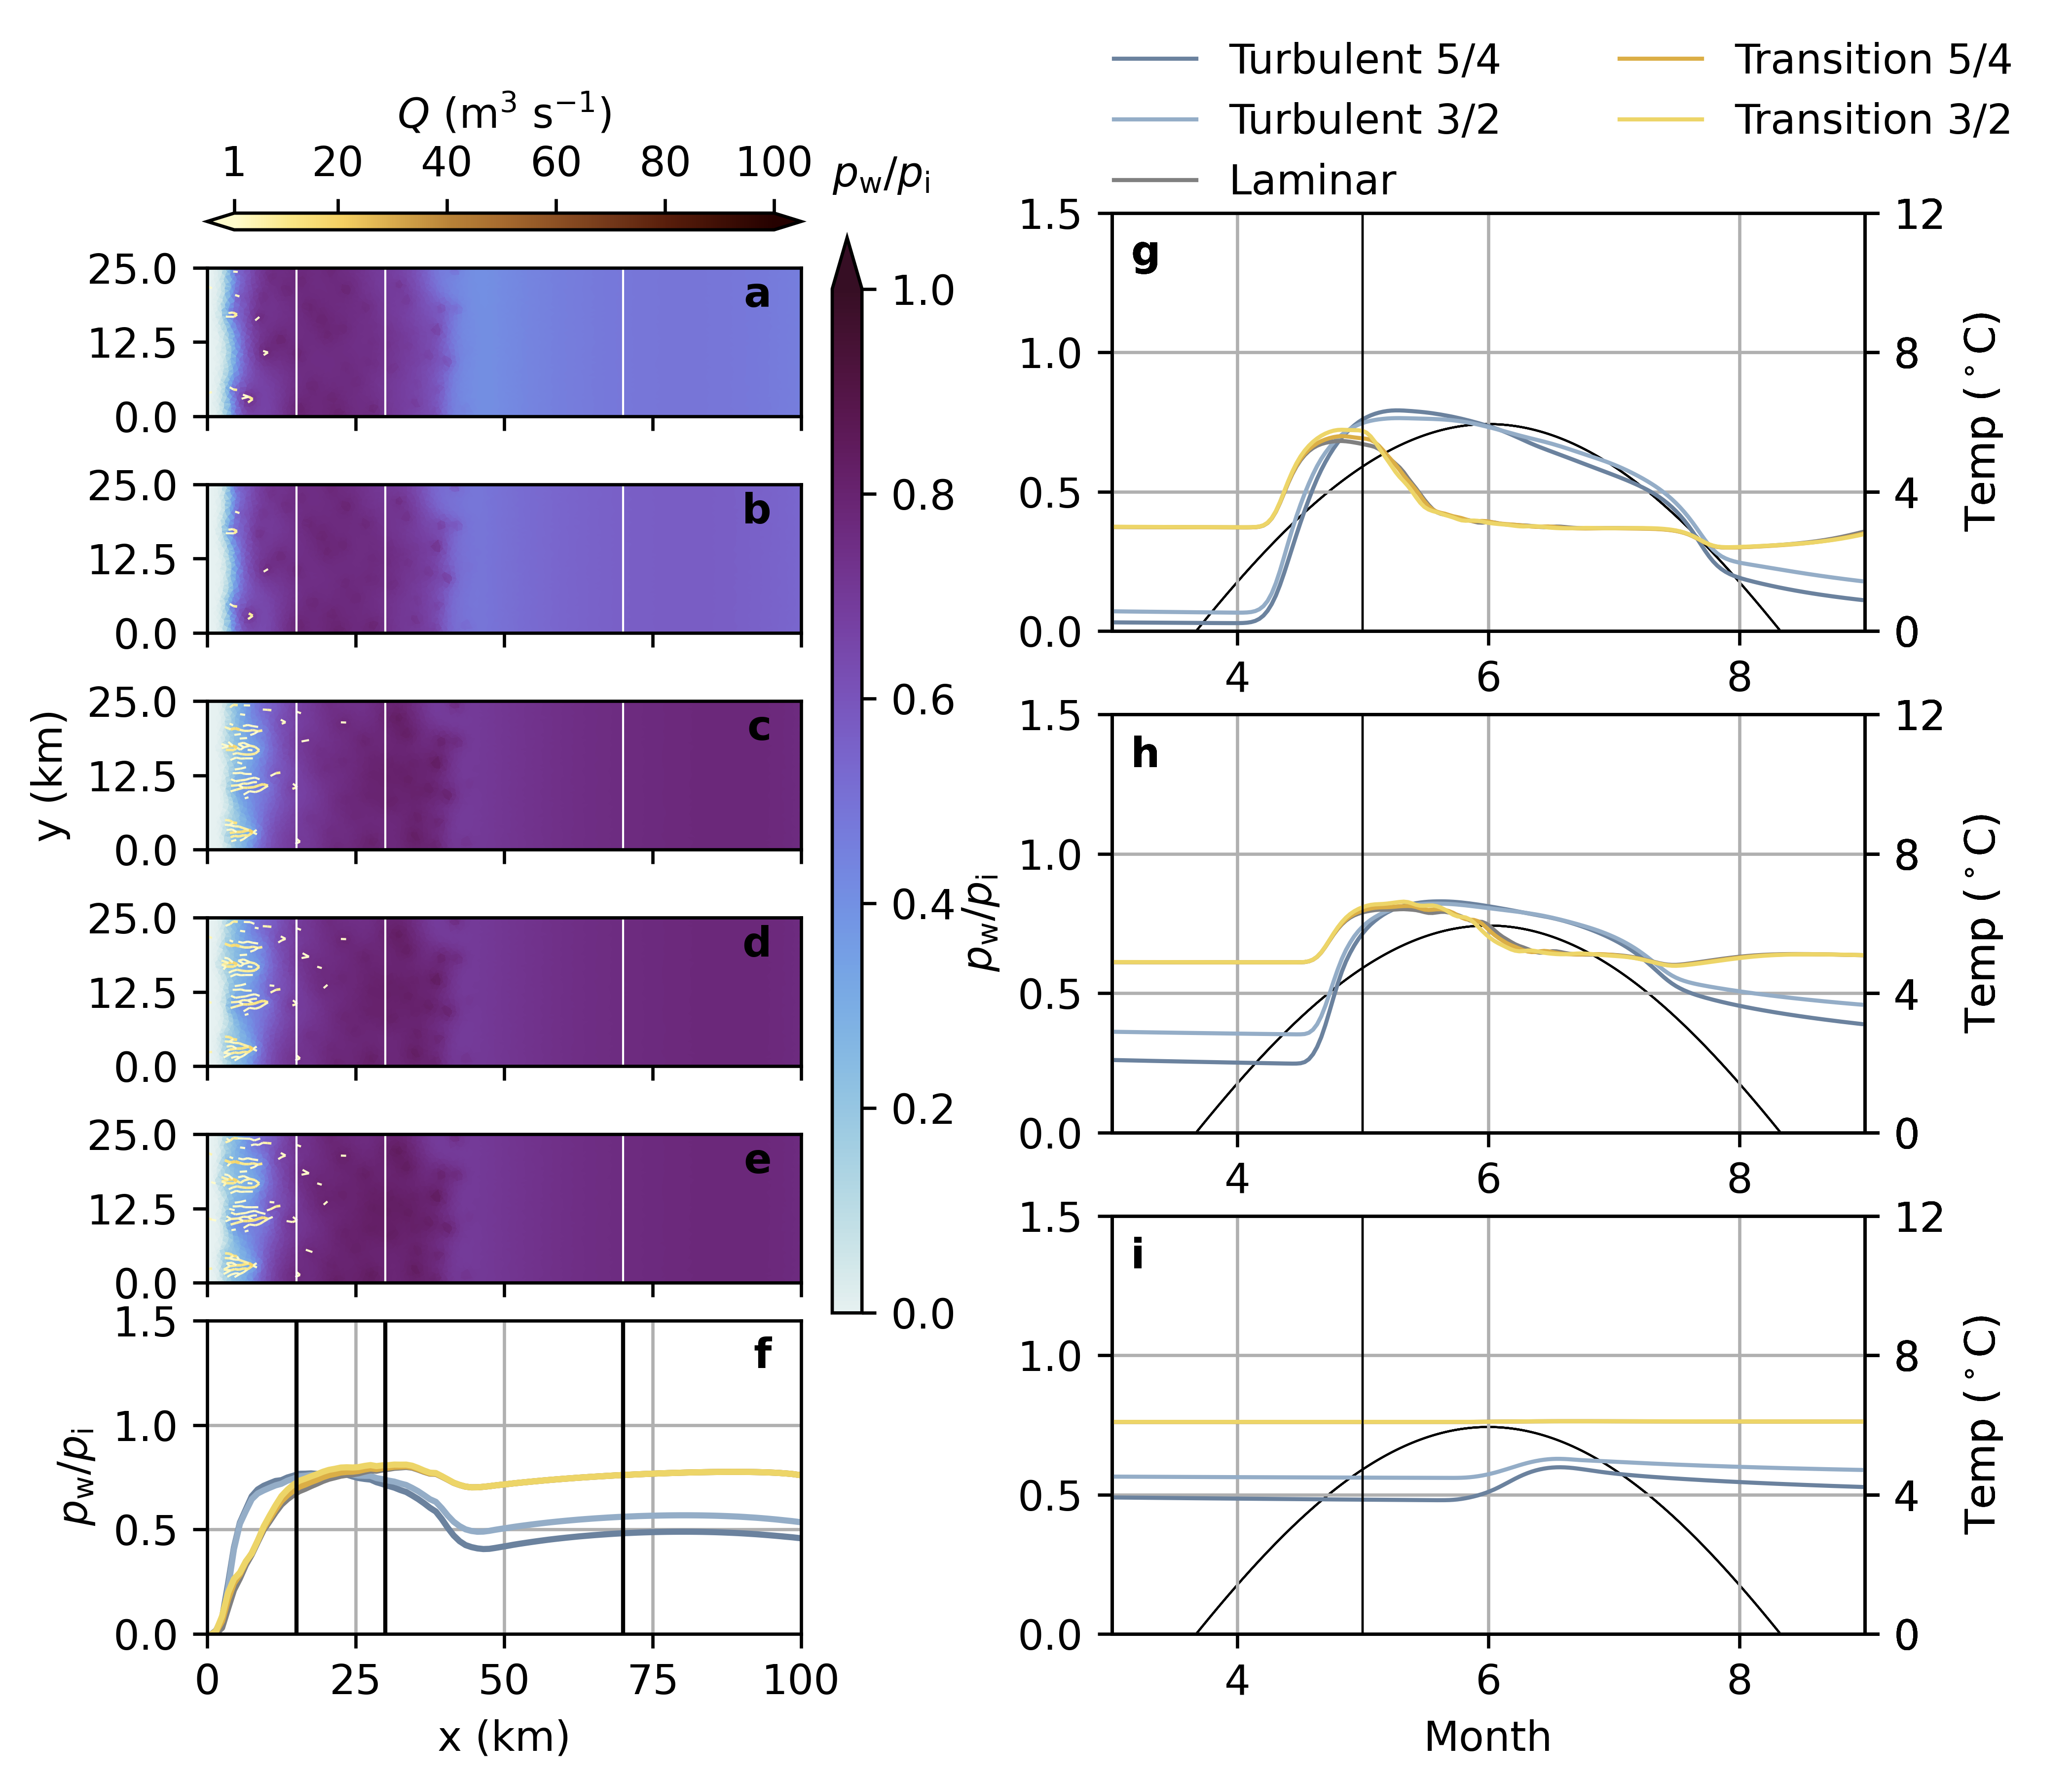 Q (m³ s⁻¹)
1 20 40 60 80 100
p_w/p_i
1.0
0.8
0.6
0.4
0.2
0.0
y (km)
25.0
12.5
0.0
a
25.0
12.5
0.0
b
25.0
12.5
0.0
c
25.0
12.5
0.0
d
25.0
12.5
0.0
e
p_w/p_i
1.5
1.0
0.5
0.0
f
0 25 50 75 100
x (km)
Turbulent 5/4
Turbulent 3/2
Laminar
Transition 5/4
Transition 3/2
p_w/p_i
1.5
1.0
0.5
0.0
g
12
8
4
0
Temp (°C)
4 6 8
1.5
1.0
0.5
0.0
h
12
8
4
0
Temp (°C)
4 6 8
1.5
1.0
0.5
0.0
i
12
8
4
0
Temp (°C)
4 6 8
Month